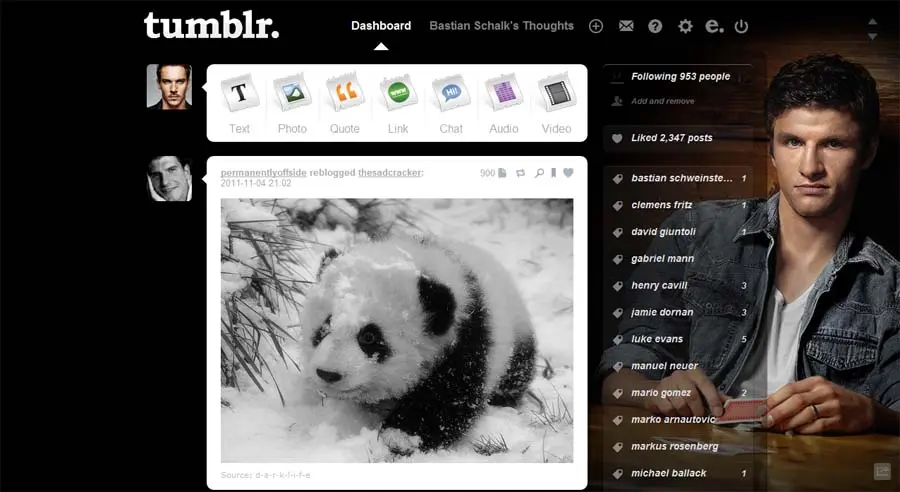 tumblr.
Dashboard
Bastian Schalk's Thoughts
T
Hi!
Text
Photo
Quote
Link
Chat
Audio
Video
permanentlyoffside reblogged thesadcracker:
2011-11-04 21:02
900
Source: d-a-r-k-l-i-f-e
Following 953 people
Add and remove
Liked 2,347 posts
bastian schweinste... 1
clemens fritz 1
david giuntoli 1
gabriel mann
henry cavill 3
jamie dornan 3
luke evans 5
manuel neuer
mario gomez 2
marko arnautovic
markus rosenberg
michael ballack 1